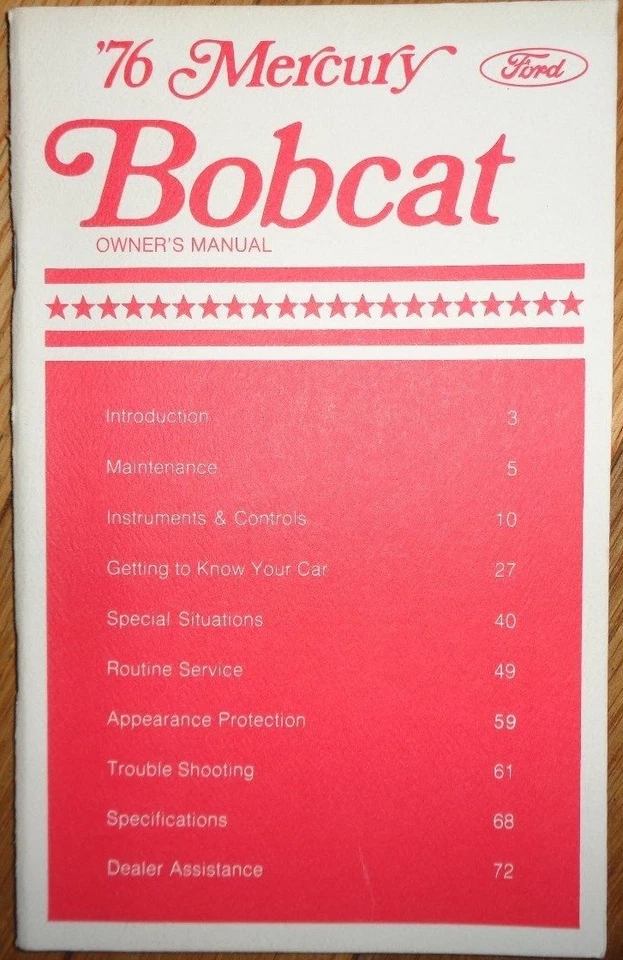 '76 Mercury Ford
Bobcat
OWNER'S MANUAL
Introduction 3
Maintenance 5
Instruments & Controls 10
Getting to Know Your Car 27
Special Situations 40
Routine Service 49
Appearance Protection 59
Trouble Shooting 61
Specifications 68
Dealer Assistance 72